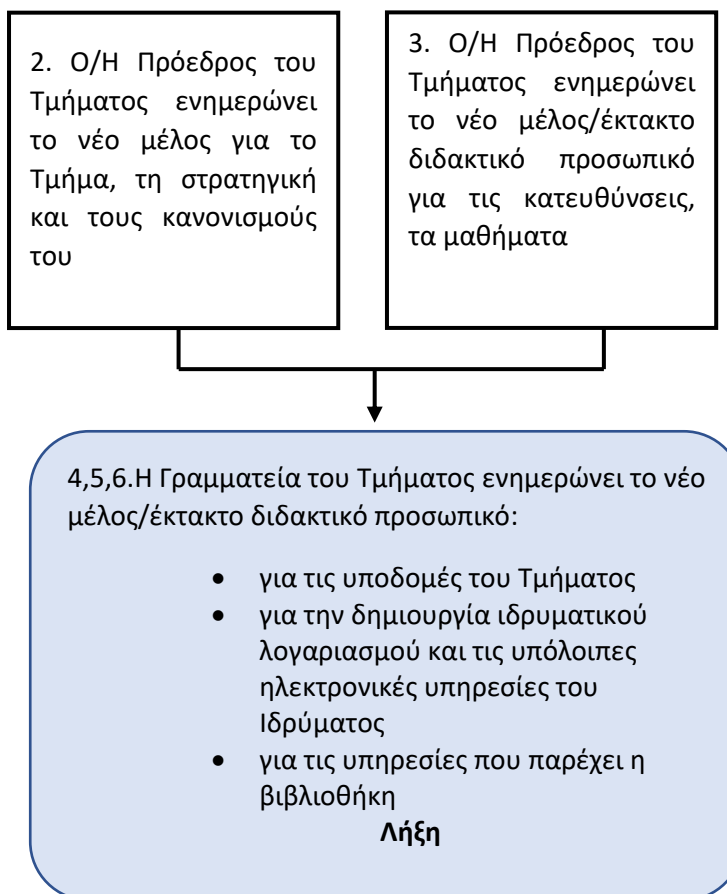 2. Ο/Η Πρόεδρος του
Τμήματος ενημερώνει
το νέο μέλος για το
Τμήμα, τη στρατηγική
και τους κανονισμούς
του
3. Ο/Η Πρόεδρος του
Τμήματος ενημερώνει
το νέο μέλος/έκτακτο
διδακτικό προσωπικό
για τις κατευθύνσεις,
τα μαθήματα
4,5,6.Η Γραμματεία του Τμήματος ενημερώνει το νέο
μέλος/έκτακτο διδακτικό προσωπικό:
• για τις υποδομές του Τμήματος
• για την δημιουργία ιδρυματικού
λογαριασμού και τις υπόλοιπες
ηλεκτρονικές υπηρεσίες του
Ιδρύματος
• για τις υπηρεσίες που παρέχει η
βιβλιοθήκη
Λήξη